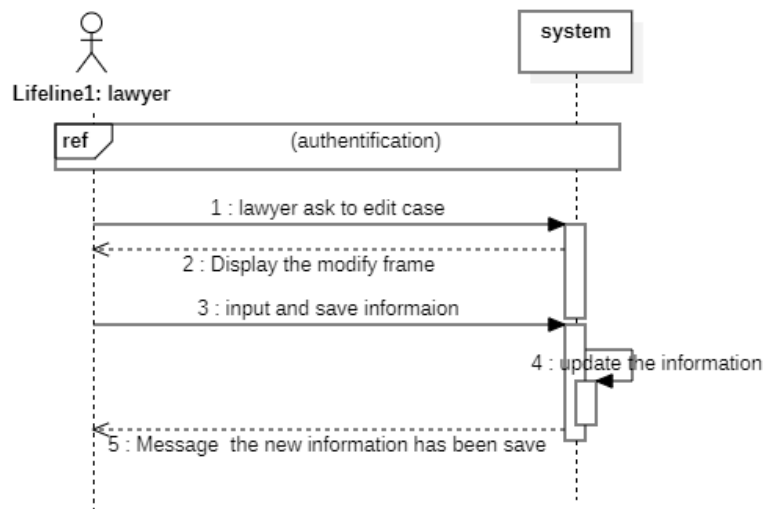 system
Lifeline1: lawyer
ref
(authentification)
1 : lawyer ask to edit case
2 : Display the modify frame
3 : input and save informaion
4 : update the information
5 : Message  the new information has been save